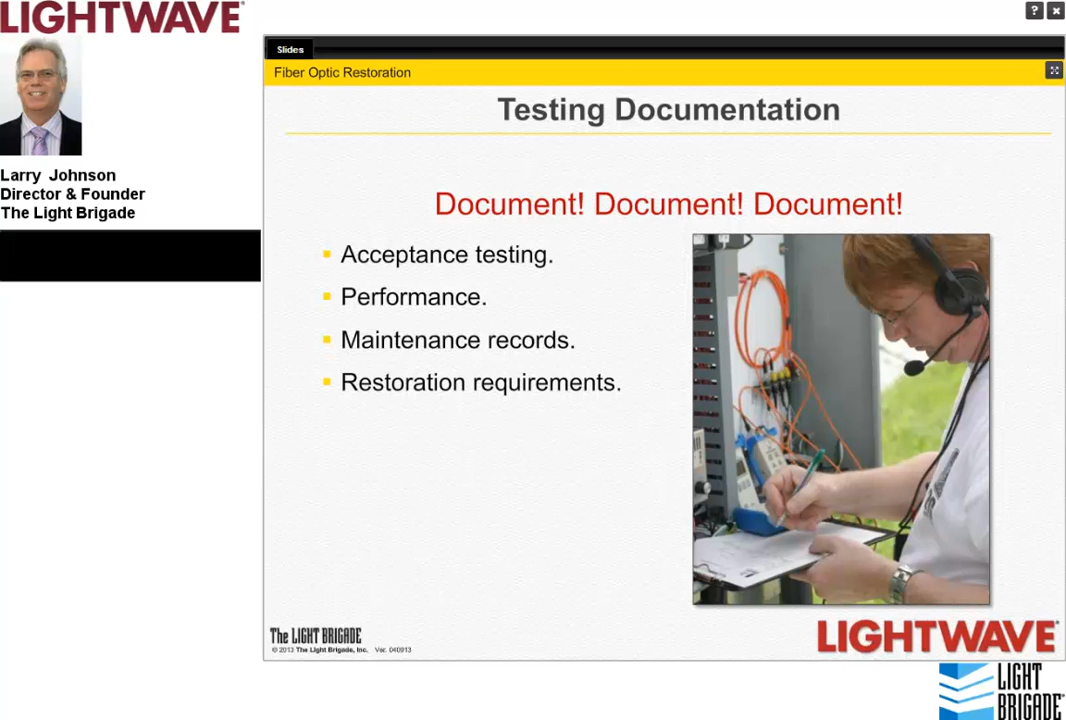 LIGHTWAVE®
? ×
Larry Johnson
Director & Founder
The Light Brigade
Slides
Fiber Optic Restoration
Testing Documentation
Document! Document! Document!
Acceptance testing.
Performance.
Maintenance records.
Restoration requirements.
The LIGHT BRIGADE
© 2013 The Light Brigade, Inc. Ver. 040913
LIGHTWAVE®
LIGHT
BRIGADE®